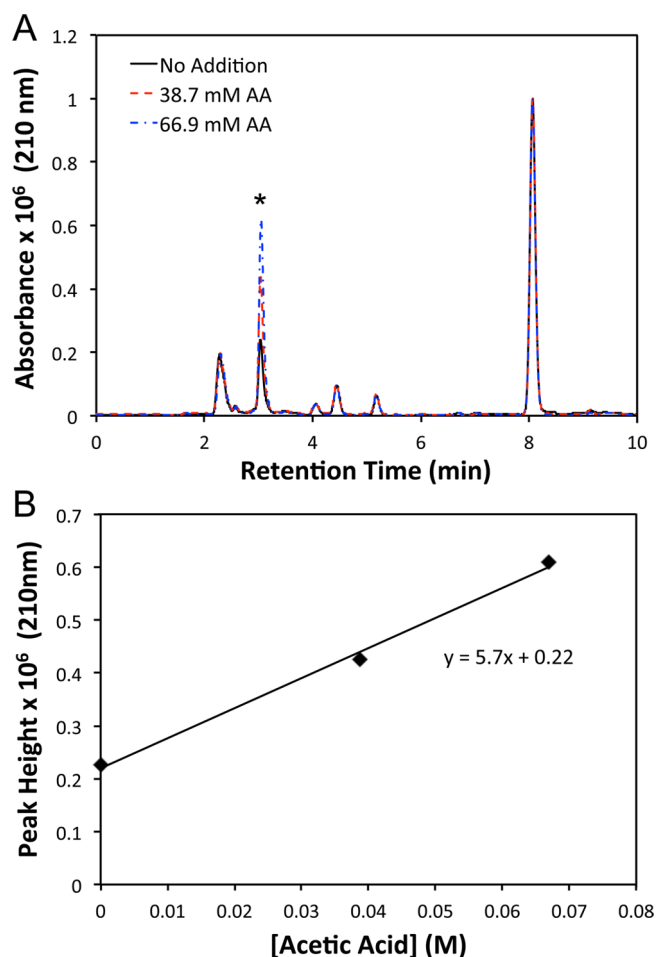 A
Absorbance x 10⁶ (210 nm)
1.2
1
0.8
0.6
0.4
0.2
0
No Addition
38.7 mM AA
66.9 mM AA
*
0 2 4 6 8 10
Retention Time (min)
B
Peak Height x 10⁶ (210nm)
0.7
0.6
0.5
0.4
0.3
0.2
0.1
0
y = 5.7x + 0.22
0 0.01 0.02 0.03 0.04 0.05 0.06 0.07 0.08
[Acetic Acid] (M)